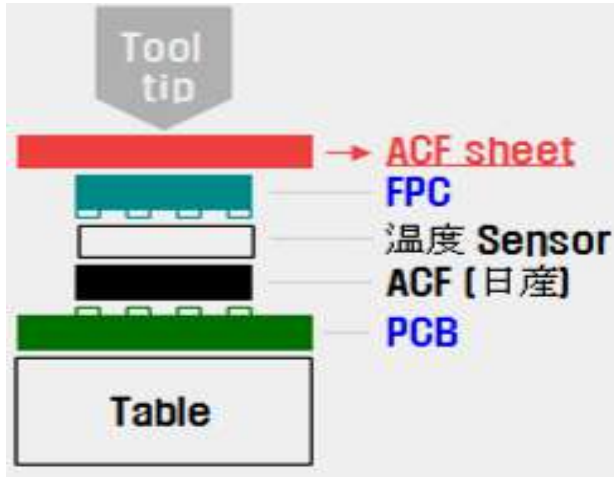 Tool
tip
ACF sheet
FPC
温度 Sensor
ACF (日産)
PCB
Table